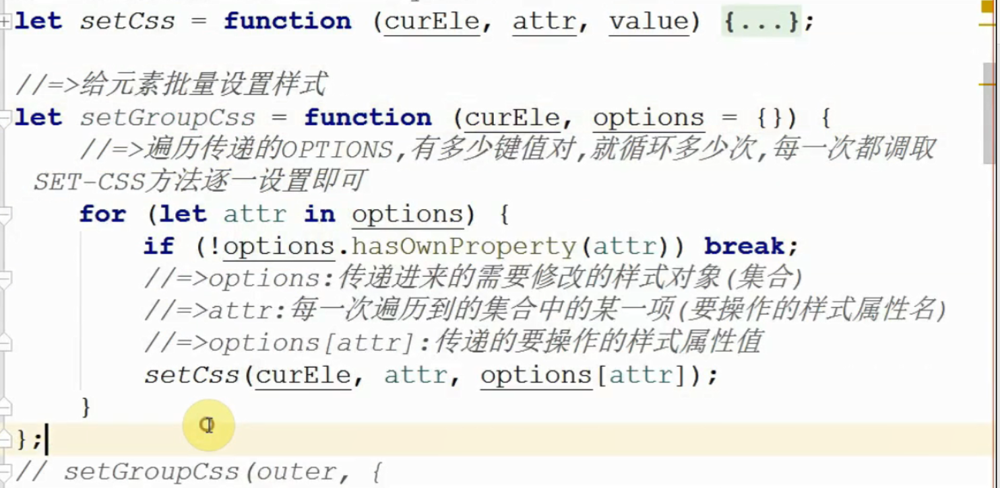 let setCss = function (curEle, attr, value) {...};
//=>给元素批量设置样式
let setGroupCss = function (curEle, options = {}) {
//=>遍历传递的OPTIONS,有多少键值对,就循环多少次,每一次都调取
SET-CSS方法逐一设置即可
for (let attr in options) {
if (!options.hasOwnProperty(attr)) break;
//=>options:传递进来的需要修改的样式对象(集合)
//=>attr:每一次遍历到的集合中的某一项(要操作的样式属性名)
//=>options[attr]:传递的要操作的样式属性值
setCss(curEle, attr, options[attr]);
}
};
// setGroupCss(outer, {